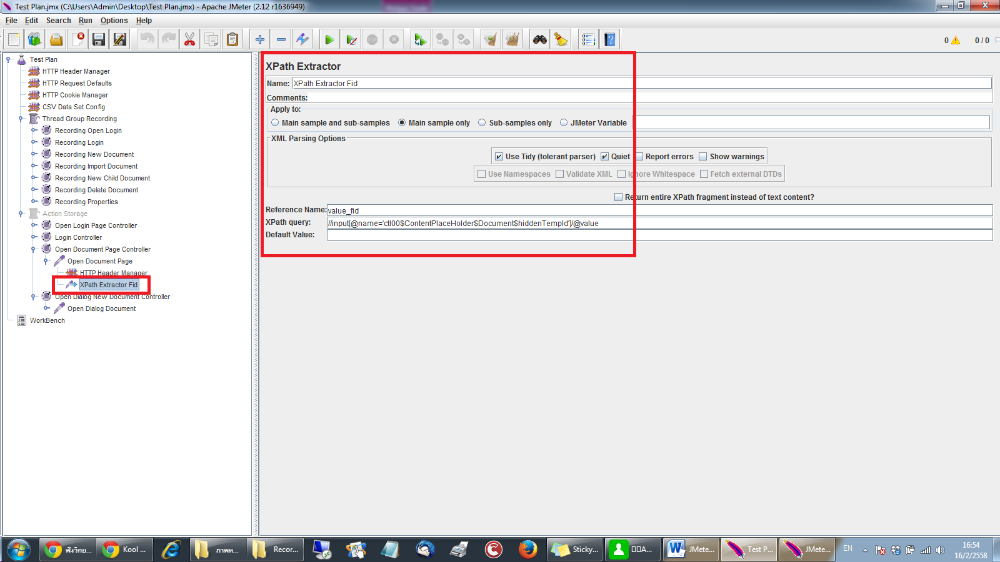 Test Plan.jmx (C:\Users\Admin\Desktop\Test Plan.jmx) - Apache JMeter (2.12 r1636949)
File Edit Search Run Options Help
0 0 / 0
Test Plan
HTTP Header Manager
HTTP Request Defaults
HTTP Cookie Manager
CSV Data Set Config
Thread Group Recording
Recording Open Login
Recording Login
Recording New Document
Recording Import Document
Recording New Child Document
Recording Delete Document
Recording Properties
Action Storage
Open Login Page Controller
Login Controller
Open Document Page Controller
Open Document Page
HTTP Header Manager
XPath Extractor Fid
Open Dialog New Document Controller
Open Dialog Document
WorkBench
XPath Extractor
Name: XPath Extractor Fid
Comments:
Apply to:
Main sample and sub-samples Main sample only Sub-samples only JMeter Variable
XML Parsing Options
Use Tidy (tolerant parser) Quiet Report errors Show warnings
Use Namespaces Validate XML Ignore Whitespace Fetch external DTDs
Return entire XPath fragment instead of text content?
Reference Name: value_fid
XPath query: //input[@name='ctl00$ContentPlaceHolder$Document$hiddenTempId']/@value
Default Value:
ฟังวิทย... Kool ... ภาพห... Recor... Sticky... A... JMete... Test P... JMete... EN
16:54
16/2/2558